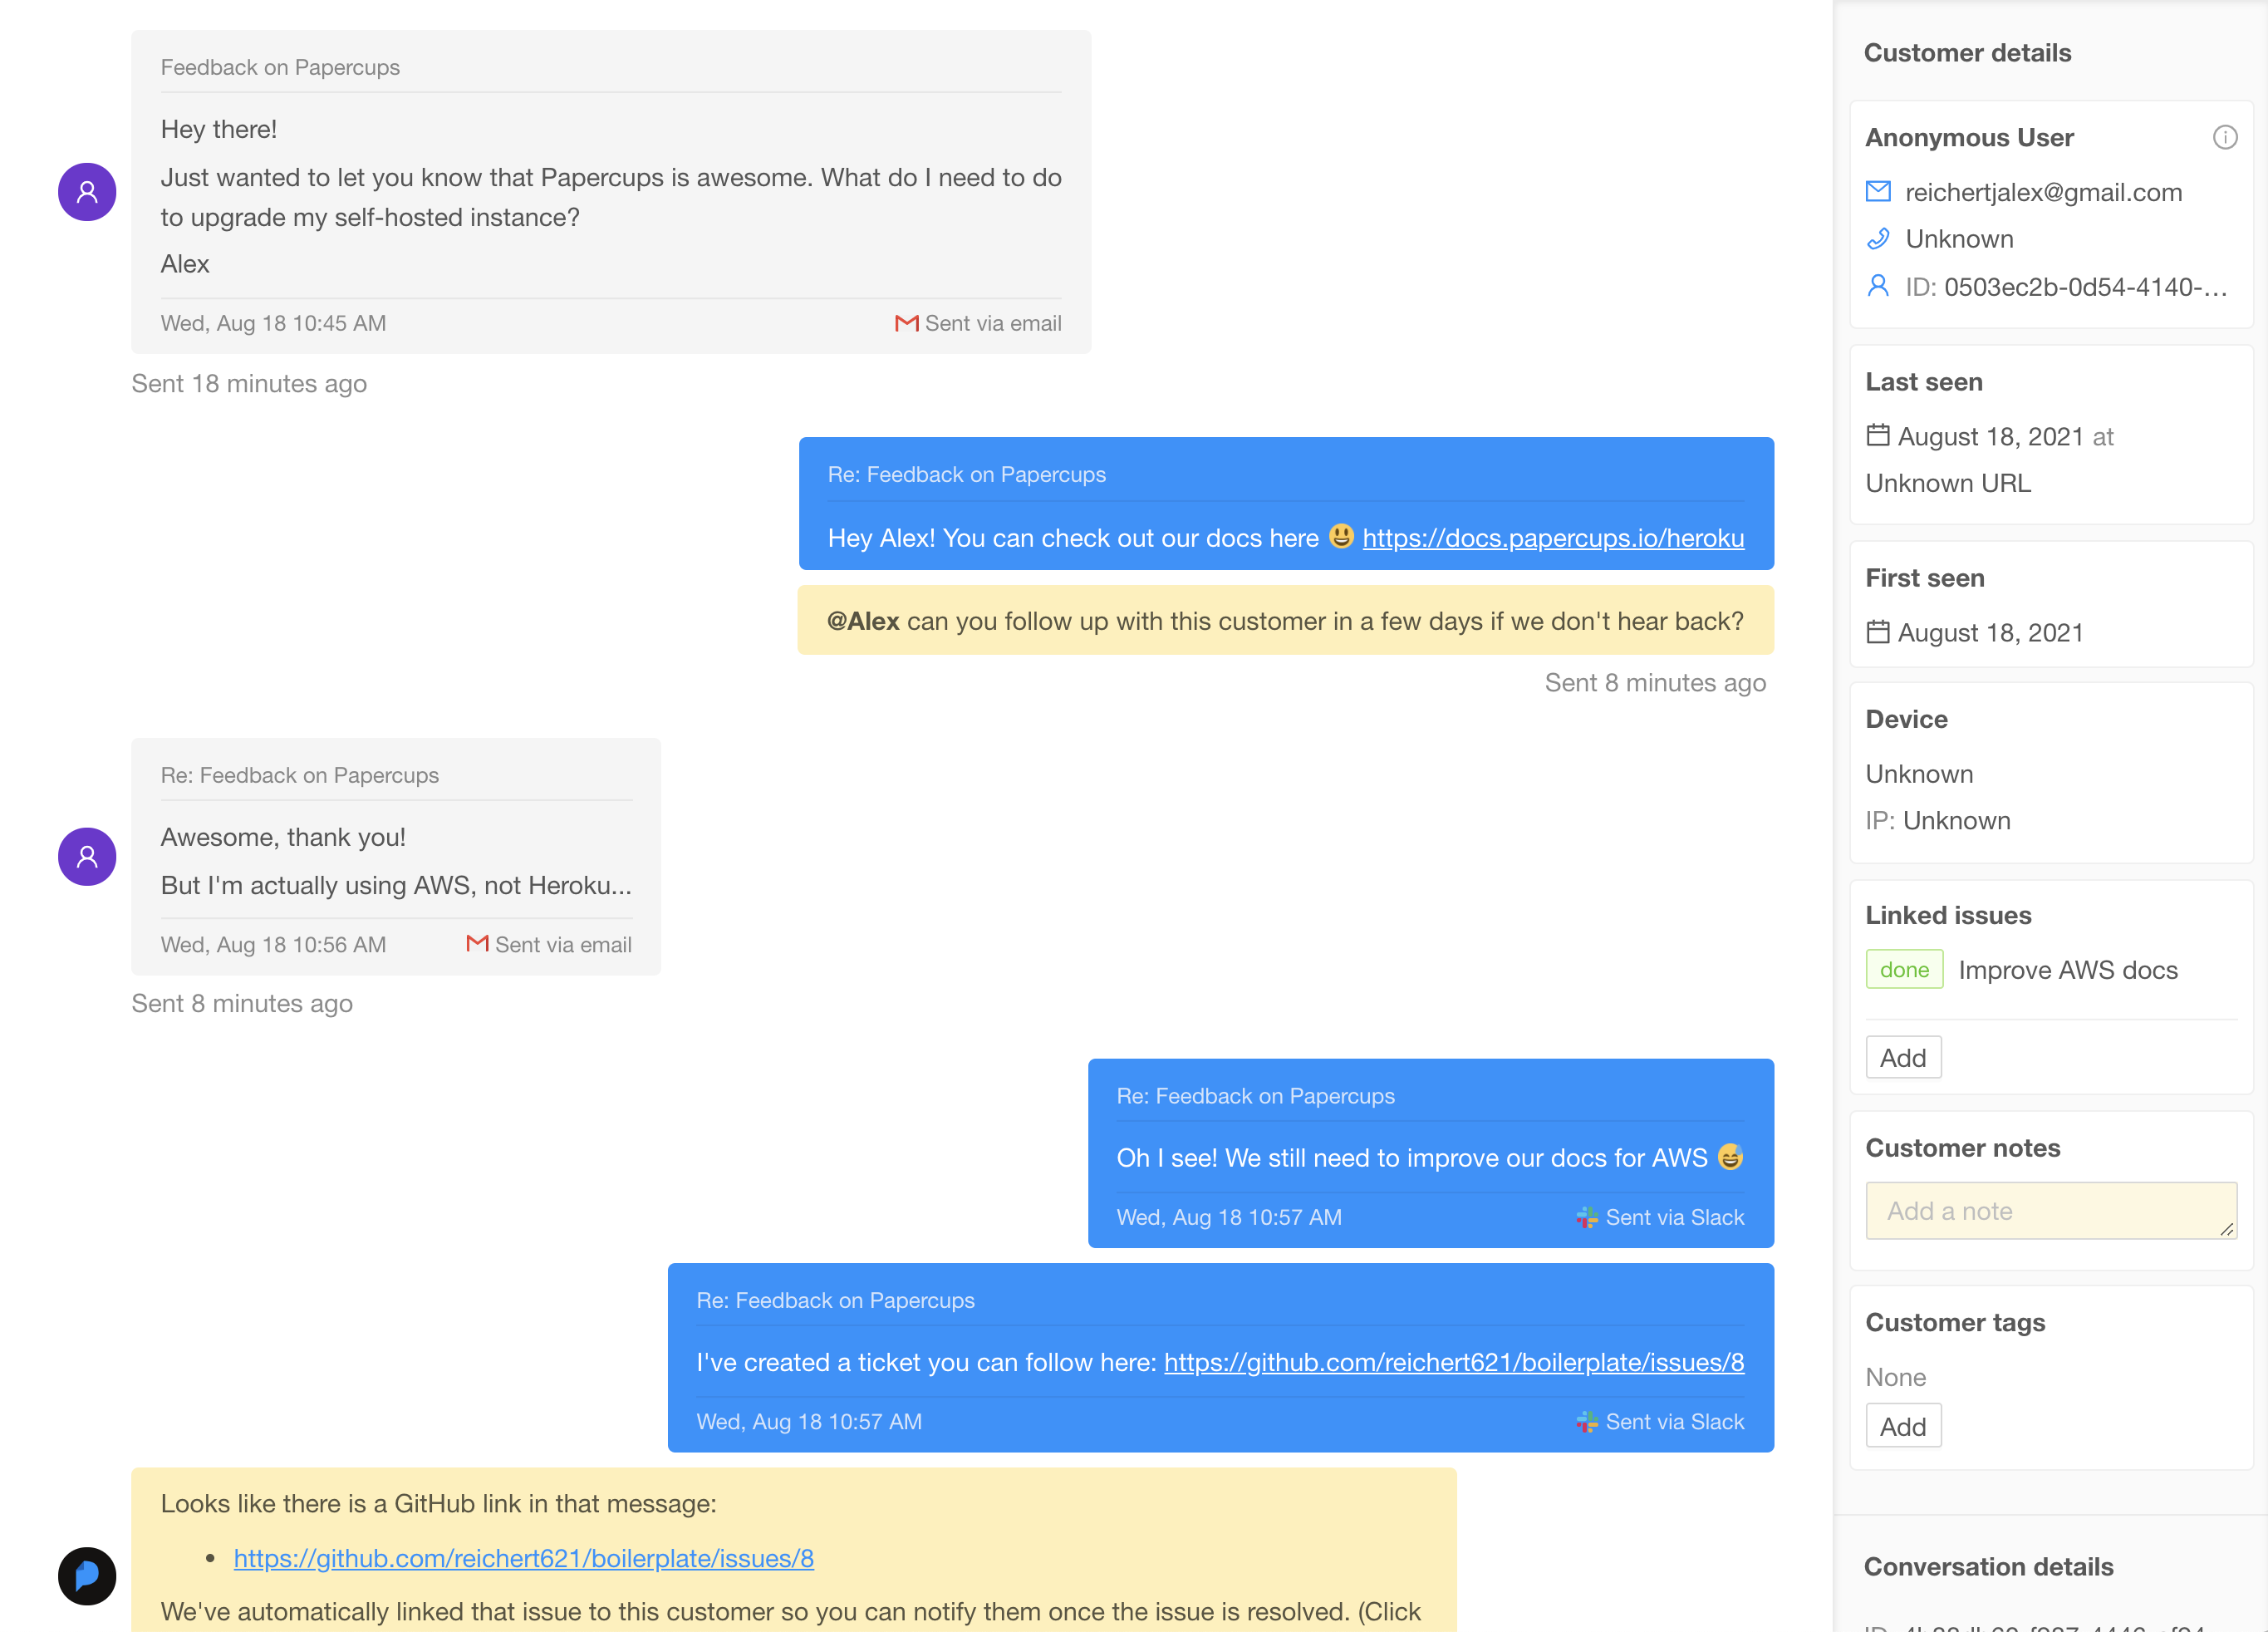 Feedback on Papercups
Hey there!
Just wanted to let you know that Papercups is awesome. What do I need to do
to upgrade my self-hosted instance?
Alex
Wed, Aug 18 10:45 AM
Sent via email
Sent 18 minutes ago
Re: Feedback on Papercups
Hey Alex! You can check out our docs here 😃 https://docs.papercups.io/heroku
@Alex can you follow up with this customer in a few days if we don't hear back?
Sent 8 minutes ago
Re: Feedback on Papercups
Awesome, thank you!
But I'm actually using AWS, not Heroku...
Wed, Aug 18 10:56 AM
Sent via email
Sent 8 minutes ago
Re: Feedback on Papercups
Oh I see! We still need to improve our docs for AWS 😅
Wed, Aug 18 10:57 AM
Sent via Slack
Re: Feedback on Papercups
I've created a ticket you can follow here: https://github.com/reichert621/boilerplate/issues/8
Wed, Aug 18 10:57 AM
Sent via Slack
Looks like there is a GitHub link in that message:
• https://github.com/reichert621/boilerplate/issues/8
We've automatically linked that issue to this customer so you can notify them once the issue is resolved. (Click
Customer details
Anonymous User
reichertjalex@gmail.com
Unknown
ID: 0503ec2b-0d54-4140-...
Last seen
August 18, 2021 at
Unknown URL
First seen
August 18, 2021
Device
Unknown
IP: Unknown
Linked issues
done Improve AWS docs
Add
Customer notes
Add a note
Customer tags
None
Add
Conversation details